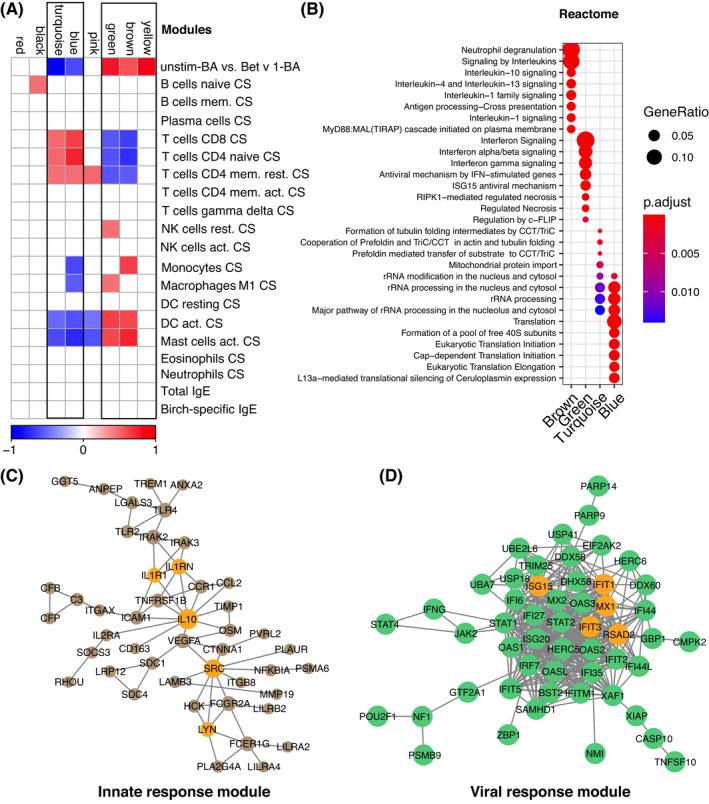 (A)
red
black
turquoise
blue
pink
green
brown
yellow
Modules
unstim-BA vs. Bet v 1-BA
B cells naive CS
B cells mem. CS
Plasma cells CS
T cells CD8 CS
T cells CD4 naive CS
T cells CD4 mem. rest. CS
T cells CD4 mem. act. CS
T cells gamma delta CS
NK cells rest. CS
NK cells act. CS
Monocytes CS
Macrophages M1 CS
DC resting CS
DC act. CS
Mast cells act. CS
Eosinophils CS
Neutrophils CS
Total IgE
Birch-specific IgE
−1 0 1
(B)
Reactome
Neutrophil degranulation
Signaling by Interleukins
Interleukin-10 signaling
Interleukin-4 and Interleukin-13 signaling
Interleukin-1 family signaling
Antigen processing-Cross presentation
Interleukin-1 signaling
MyD88:MAL(TIRAP) cascade initiated on plasma membrane
Interferon Signaling
Interferon alpha/beta signaling
Interferon gamma signaling
Antiviral mechanism by IFN-stimulated genes
ISG15 antiviral mechanism
RIPK1-mediated regulated necrosis
Regulated Necrosis
Regulation by c-FLIP
Formation of tubulin folding intermediates by CCT/TriC
Cooperation of Prefoldin and TriC/CCT in actin and tubulin folding
Prefoldin mediated transfer of substrate to CCT/TriC
Mitochondrial protein import
rRNA modification in the nucleus and cytosol
rRNA processing in the nucleus and cytosol
rRNA processing
Major pathway of rRNA processing in the nucleolus and cytosol
Translation
Formation of a pool of free 40S subunits
Eukaryotic Translation Initiation
Cap-dependent Translation Initiation
Eukaryotic Translation Elongation
L13a-mediated translational silencing of Ceruloplasmin expression
Brown
Green
Turquoise
Blue
GeneRatio
0.05
0.10
p.adjust
0.005
0.010
(C)
GGT5
ANPEP
TREM1
ANXA2
LGALS3
TLR4
TLR2
IRAK2
IRAK3
IL1R1
IL1RN
CCR1
CCL2
CFB
C3
CFP
ITGAX
TNFRSF1B
TIMP1
ICAM1
IL10
OSM
IL2RA
VEGFA
PVRL2
SOCS3
CD163
CTNNA1
PLAUR
RHOU
LRP12
SDC1
SRC
NFKBIA
PSMA6
SDC4
LAMB3
ITGB8
MMP19
HCK
FCGR2A
LILRB2
LYN
FCER1G
LILRA2
PLA2G4A
LILRA4
Innate response module
(D)
PARP14
PARP9
USP41
UBE2L6
EIF2AK2
DDX58
TRIM25
HERC6
UBA7
USP18
ISG15
DHX58
IFIT1
DDX60
IFI6
MX2
OAS3
MX1
IFI44
IFNG
IFI27
STAT4
STAT1
STAT2
IFIT3
RSAD2
JAK2
ISG20
GBP1
CMPK2
OAS1
HERC5
OAS2
IFIT2
IRF7
OASL
IFI35
IFI44L
GTF2A1
IFIT5
BST2
IFITM1
XAF1
SAMHD1
POU2F1
NF1
XIAP
ZBP1
CASP10
PSMB9
NMI
TNFSF10
Viral response module